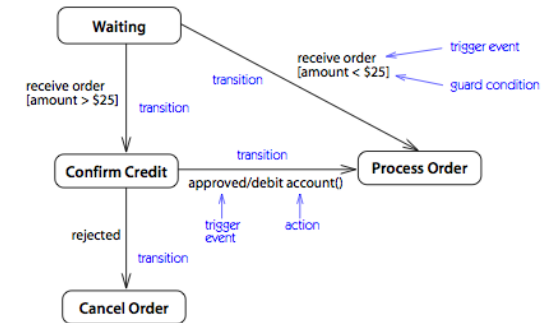 Waiting
receive order
[amount > $25]
transition
transition
receive order
[amount < $25]
trigger event
guard condition
Confirm Credit
transition
approved/debit account()
trigger
event
action
Process Order
rejected
transition
Cancel Order